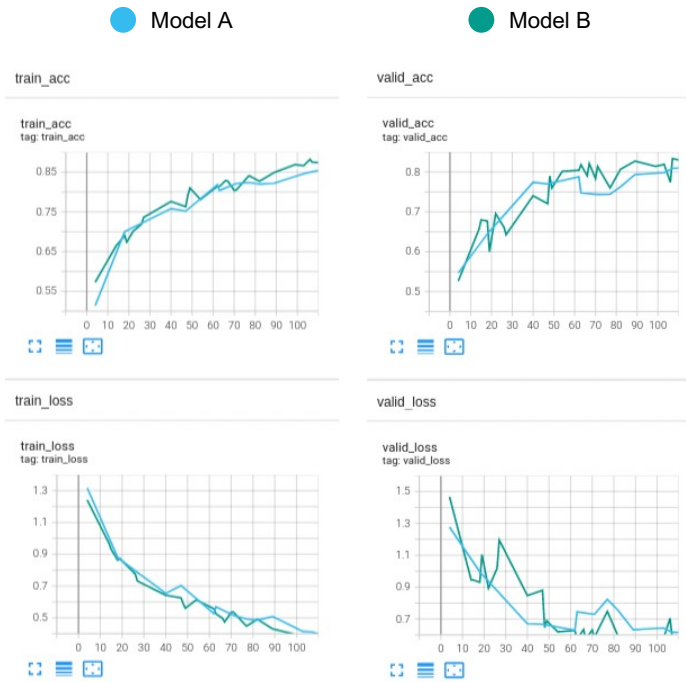 Model A
Model B
train_acc
valid_acc
train_acc
tag: train_acc
0.85
0.75
0.65
0.55
0 10 20 30 40 50 60 70 80 90 100
valid_acc
tag: valid_acc
0.8
0.7
0.6
0.5
0 10 20 30 40 50 60 70 80 90 100
train_loss
valid_loss
train_loss
tag: train_loss
1.3
1.1
0.9
0.7
0.5
0 10 20 30 40 50 60 70 80 90 100
valid_loss
tag: valid_loss
1.5
1.3
1.1
0.9
0.7
0 10 20 30 40 50 60 70 80 90 100